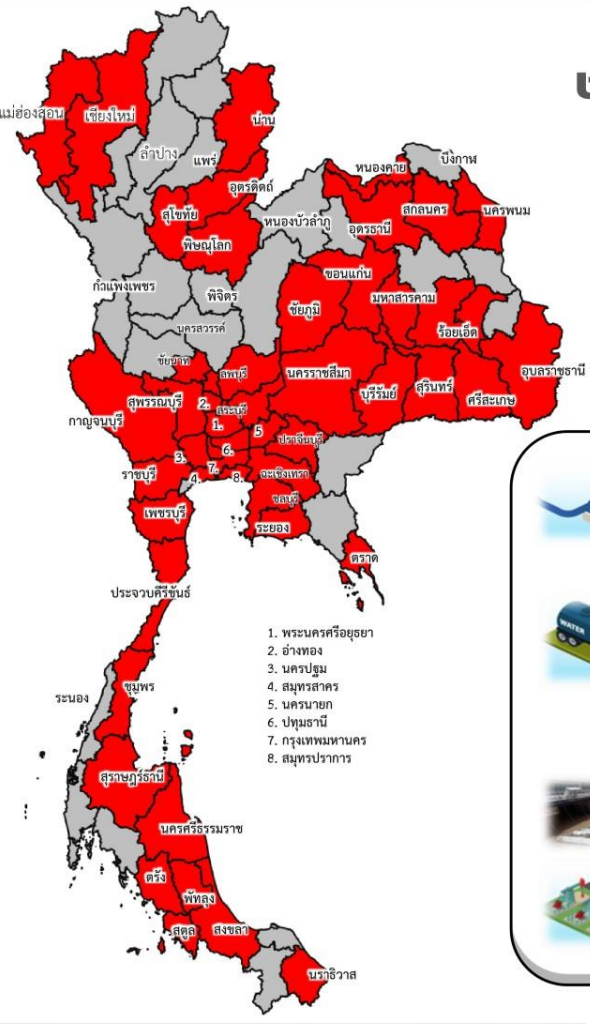 แม่ฮ่องสอน
เชียงใหม่
น่าน
ลำปาง
แพร่
อุตรดิตถ์
สุโขทัย
พิษณุโลก
หนองบัวลำภู
หนองคาย
บึงกาฬ
อุดรธานี
สกลนคร
นครพนม
กำแพงเพชร
พิจิตร
ขอนแก่น
ชัยภูมิ
มหาสารคาม
ร้อยเอ็ด
นครสวรรค์
ชัยนาท
ลพบุรี
นครราชสีมา
บุรีรัมย์
สุรินทร์
ศรีสะเกษ
อุบลราชธานี
สุพรรณบุรี
กาญจนบุรี
2.
สระบุรี
1.
5
ปราจีนบุรี
3.
6.
7.
4.
8.
ราชบุรี
ฉะเชิงเทรา
ชลบุรี
เพชรบุรี
ระยอง
ตราด
ประจวบคีรีขันธ์
1. พระนครศรีอยุธยา
2. อ่างทอง
3. นครปฐม
4. สมุทรสาคร
5. นครนายก
6. ปทุมธานี
7. กรุงเทพมหานคร
8. สมุทรปราการ
WATER
ระนอง
ชุมพร
สุราษฎร์ธานี
นครศรีธรรมราช
ตรัง
พัทลุง
สตูล
สงขลา
นราธิวาส